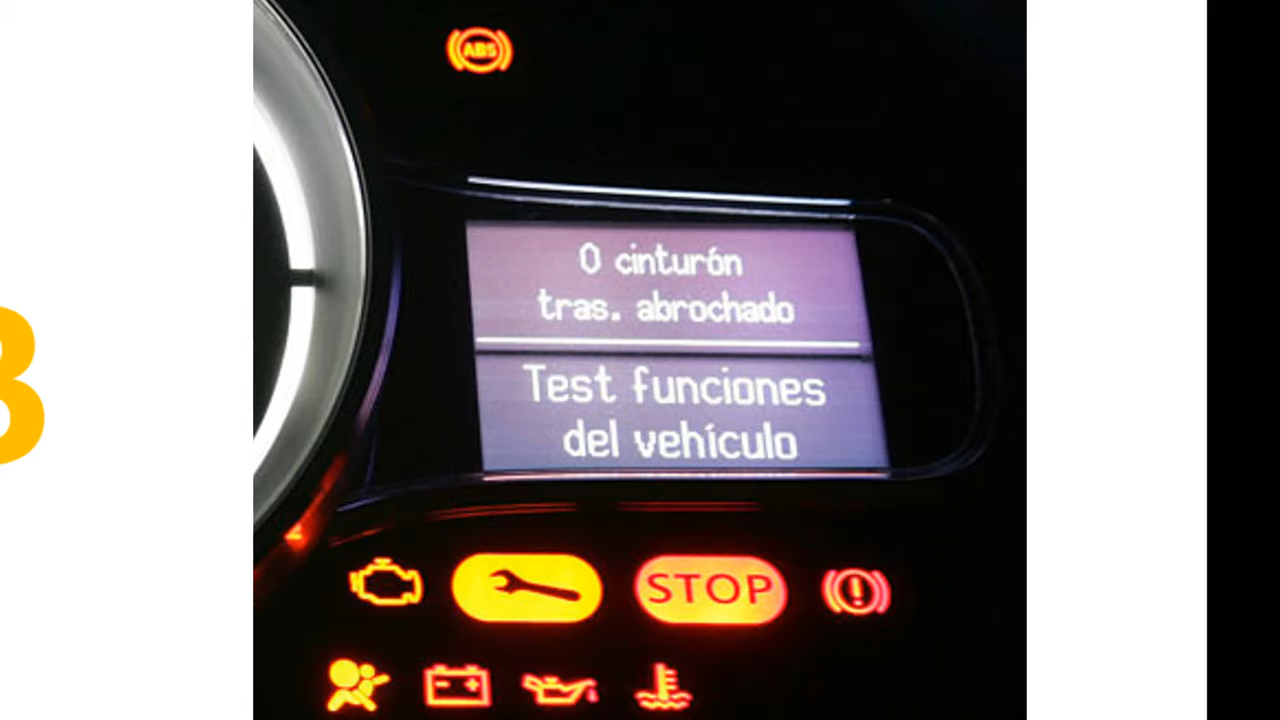 ABS
0 cinturón
tras. abrochado
Test funciones
del vehículo
STOP